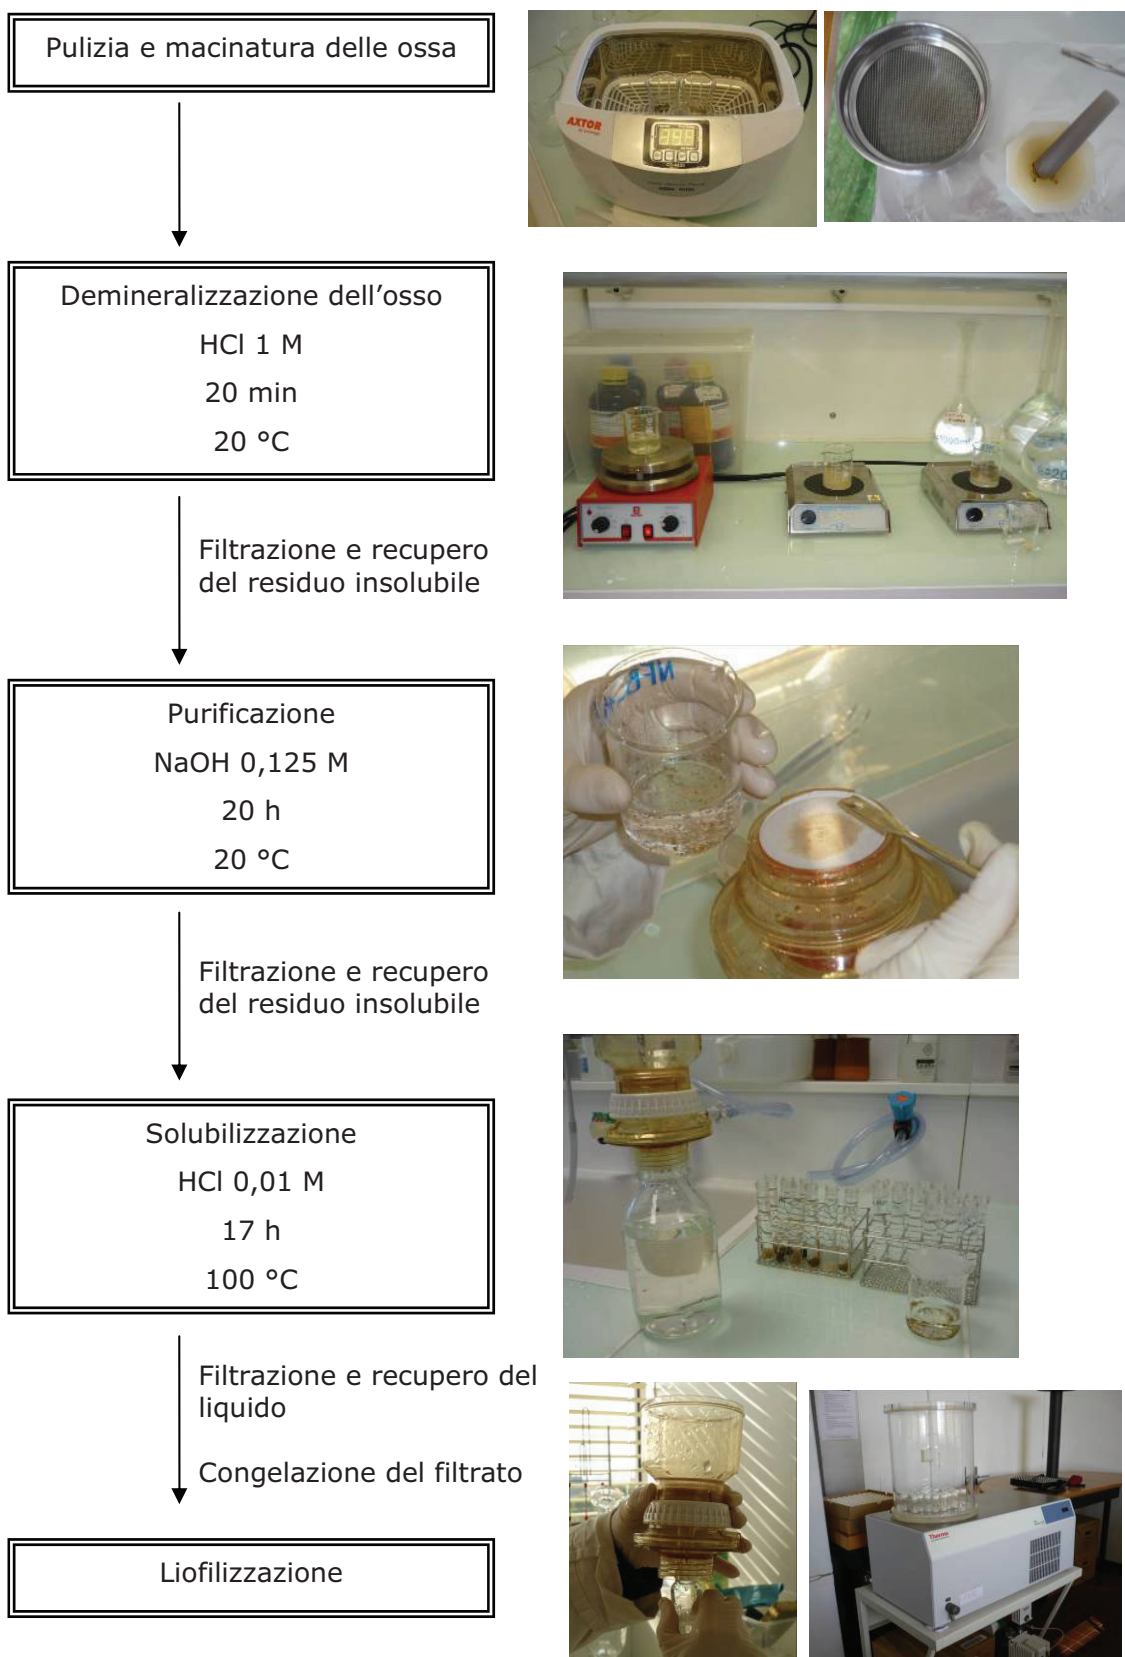 Pulizia e macinatura delle ossa
AXTOR
Demineralizzazione dell’osso
HCl 1 M
20 min
20 °C
Filtrazione e recupero
del residuo insolubile
Purificazione
NaOH 0,125 M
20 h
20 °C
Filtrazione e recupero
del residuo insolubile
Solubilizzazione
HCl 0,01 M
17 h
100 °C
Filtrazione e recupero del
liquido
Congelazione del filtrato
Thermo
Liofilizzazione